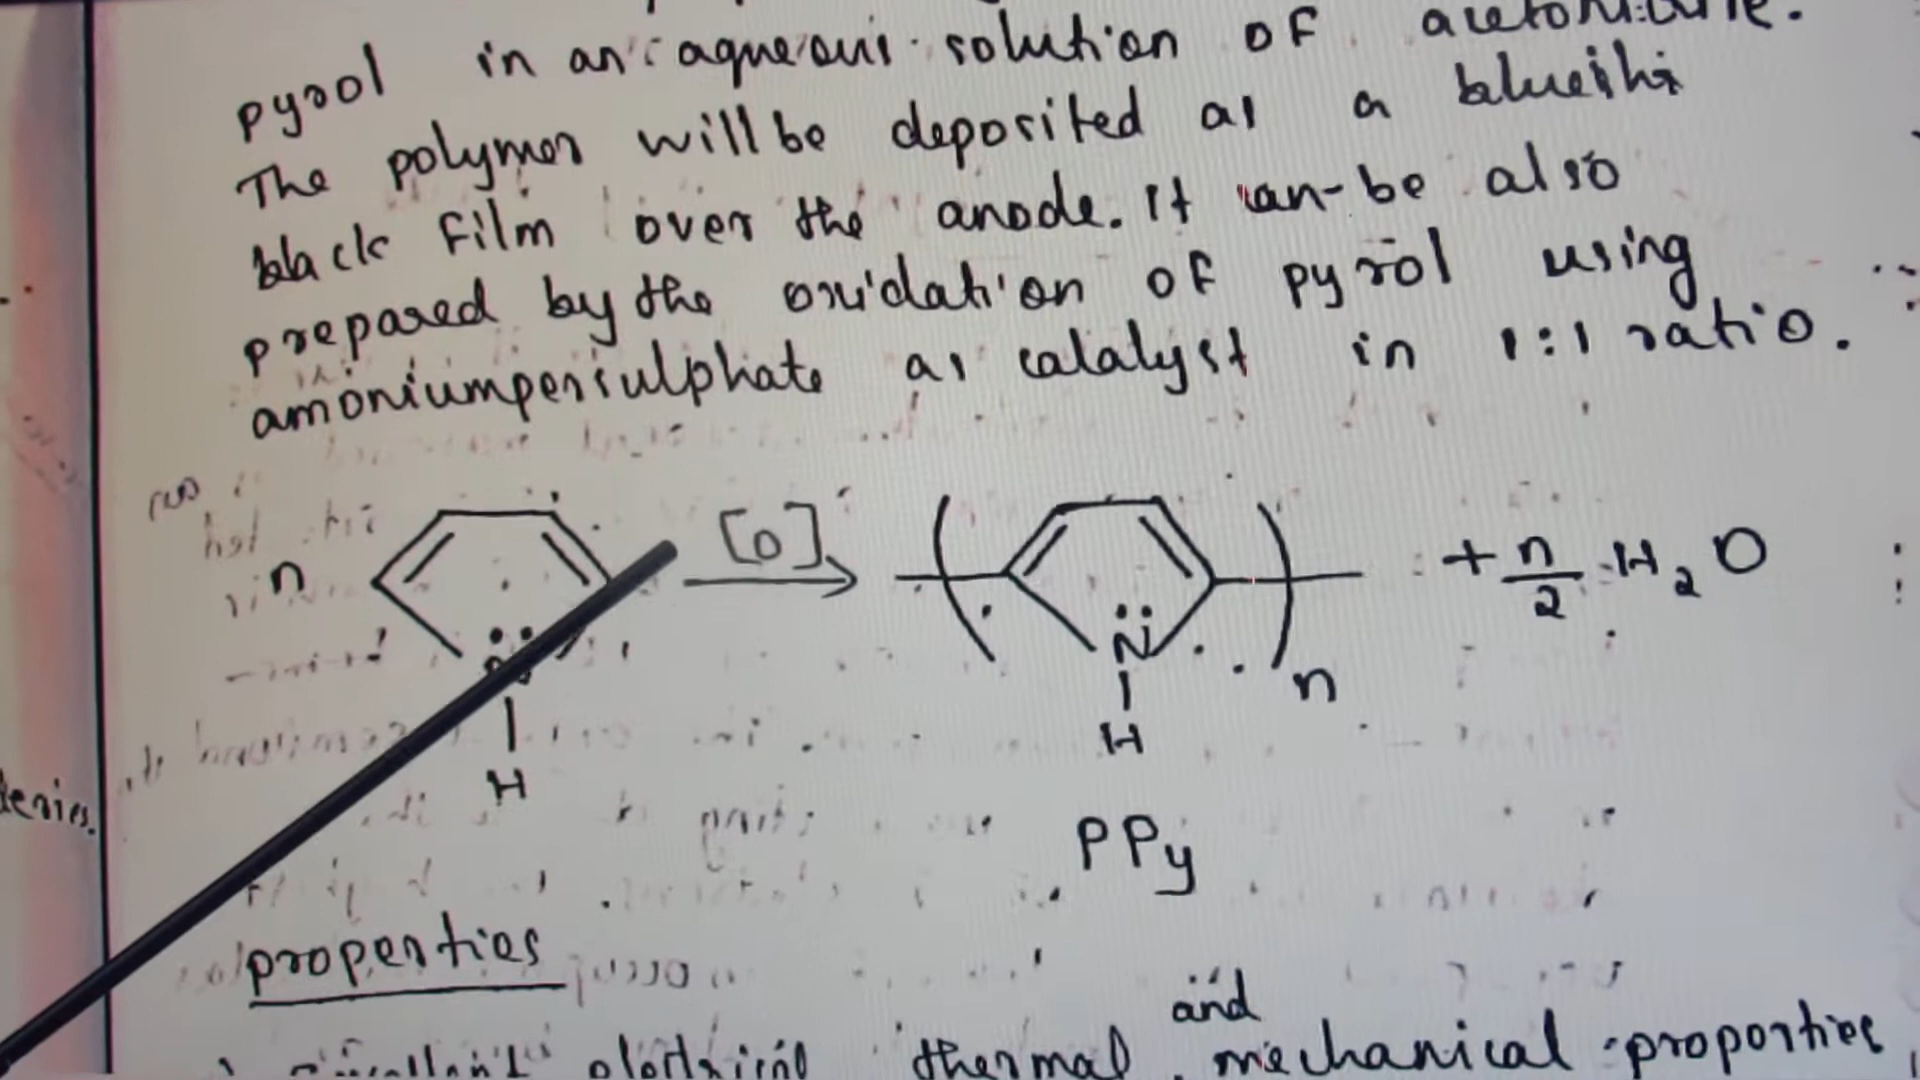 pyrol in an aqueous solution of
The polymer will be deposited as a blueish
black film over the anode. It can be also
prepared by the oxidation of pyrol using
amoniumpersulphate as catalyst in 1:1 ratio.
n [O] + n/2 H2O
N
H
N
H
n
PPy
properties
and
thermal mechanical properties